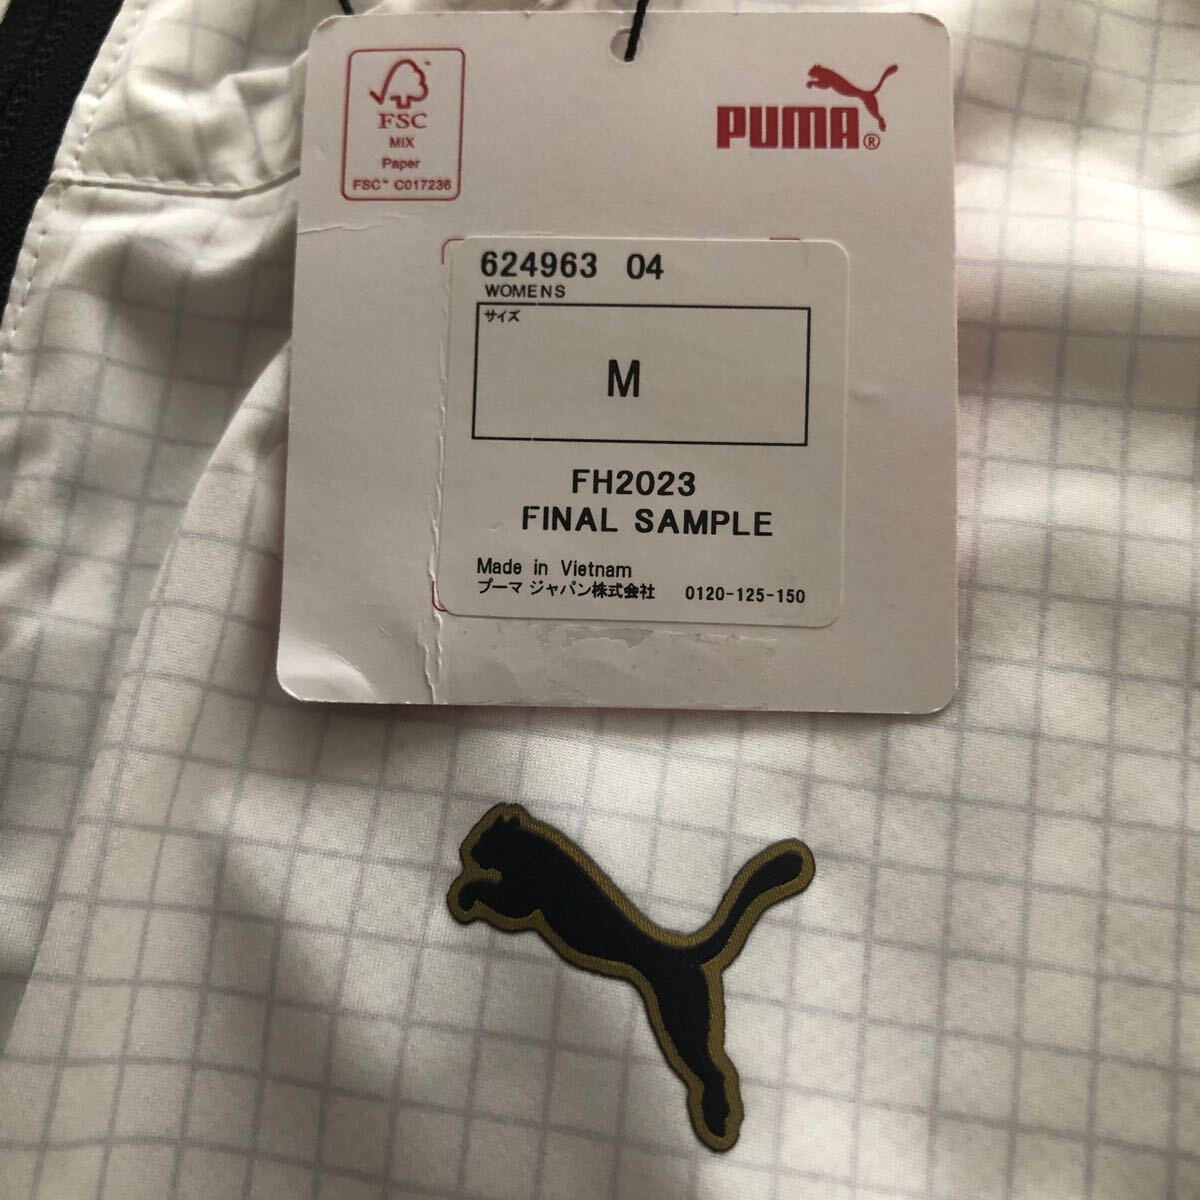 FSC
MIX
Paper
FSC™ C017236
PUMA®
624963 04
WOMENS
サイズ
M
FH2023
FINAL SAMPLE
Made in Vietnam
プーマ ジャパン株式会社 0120-125-150